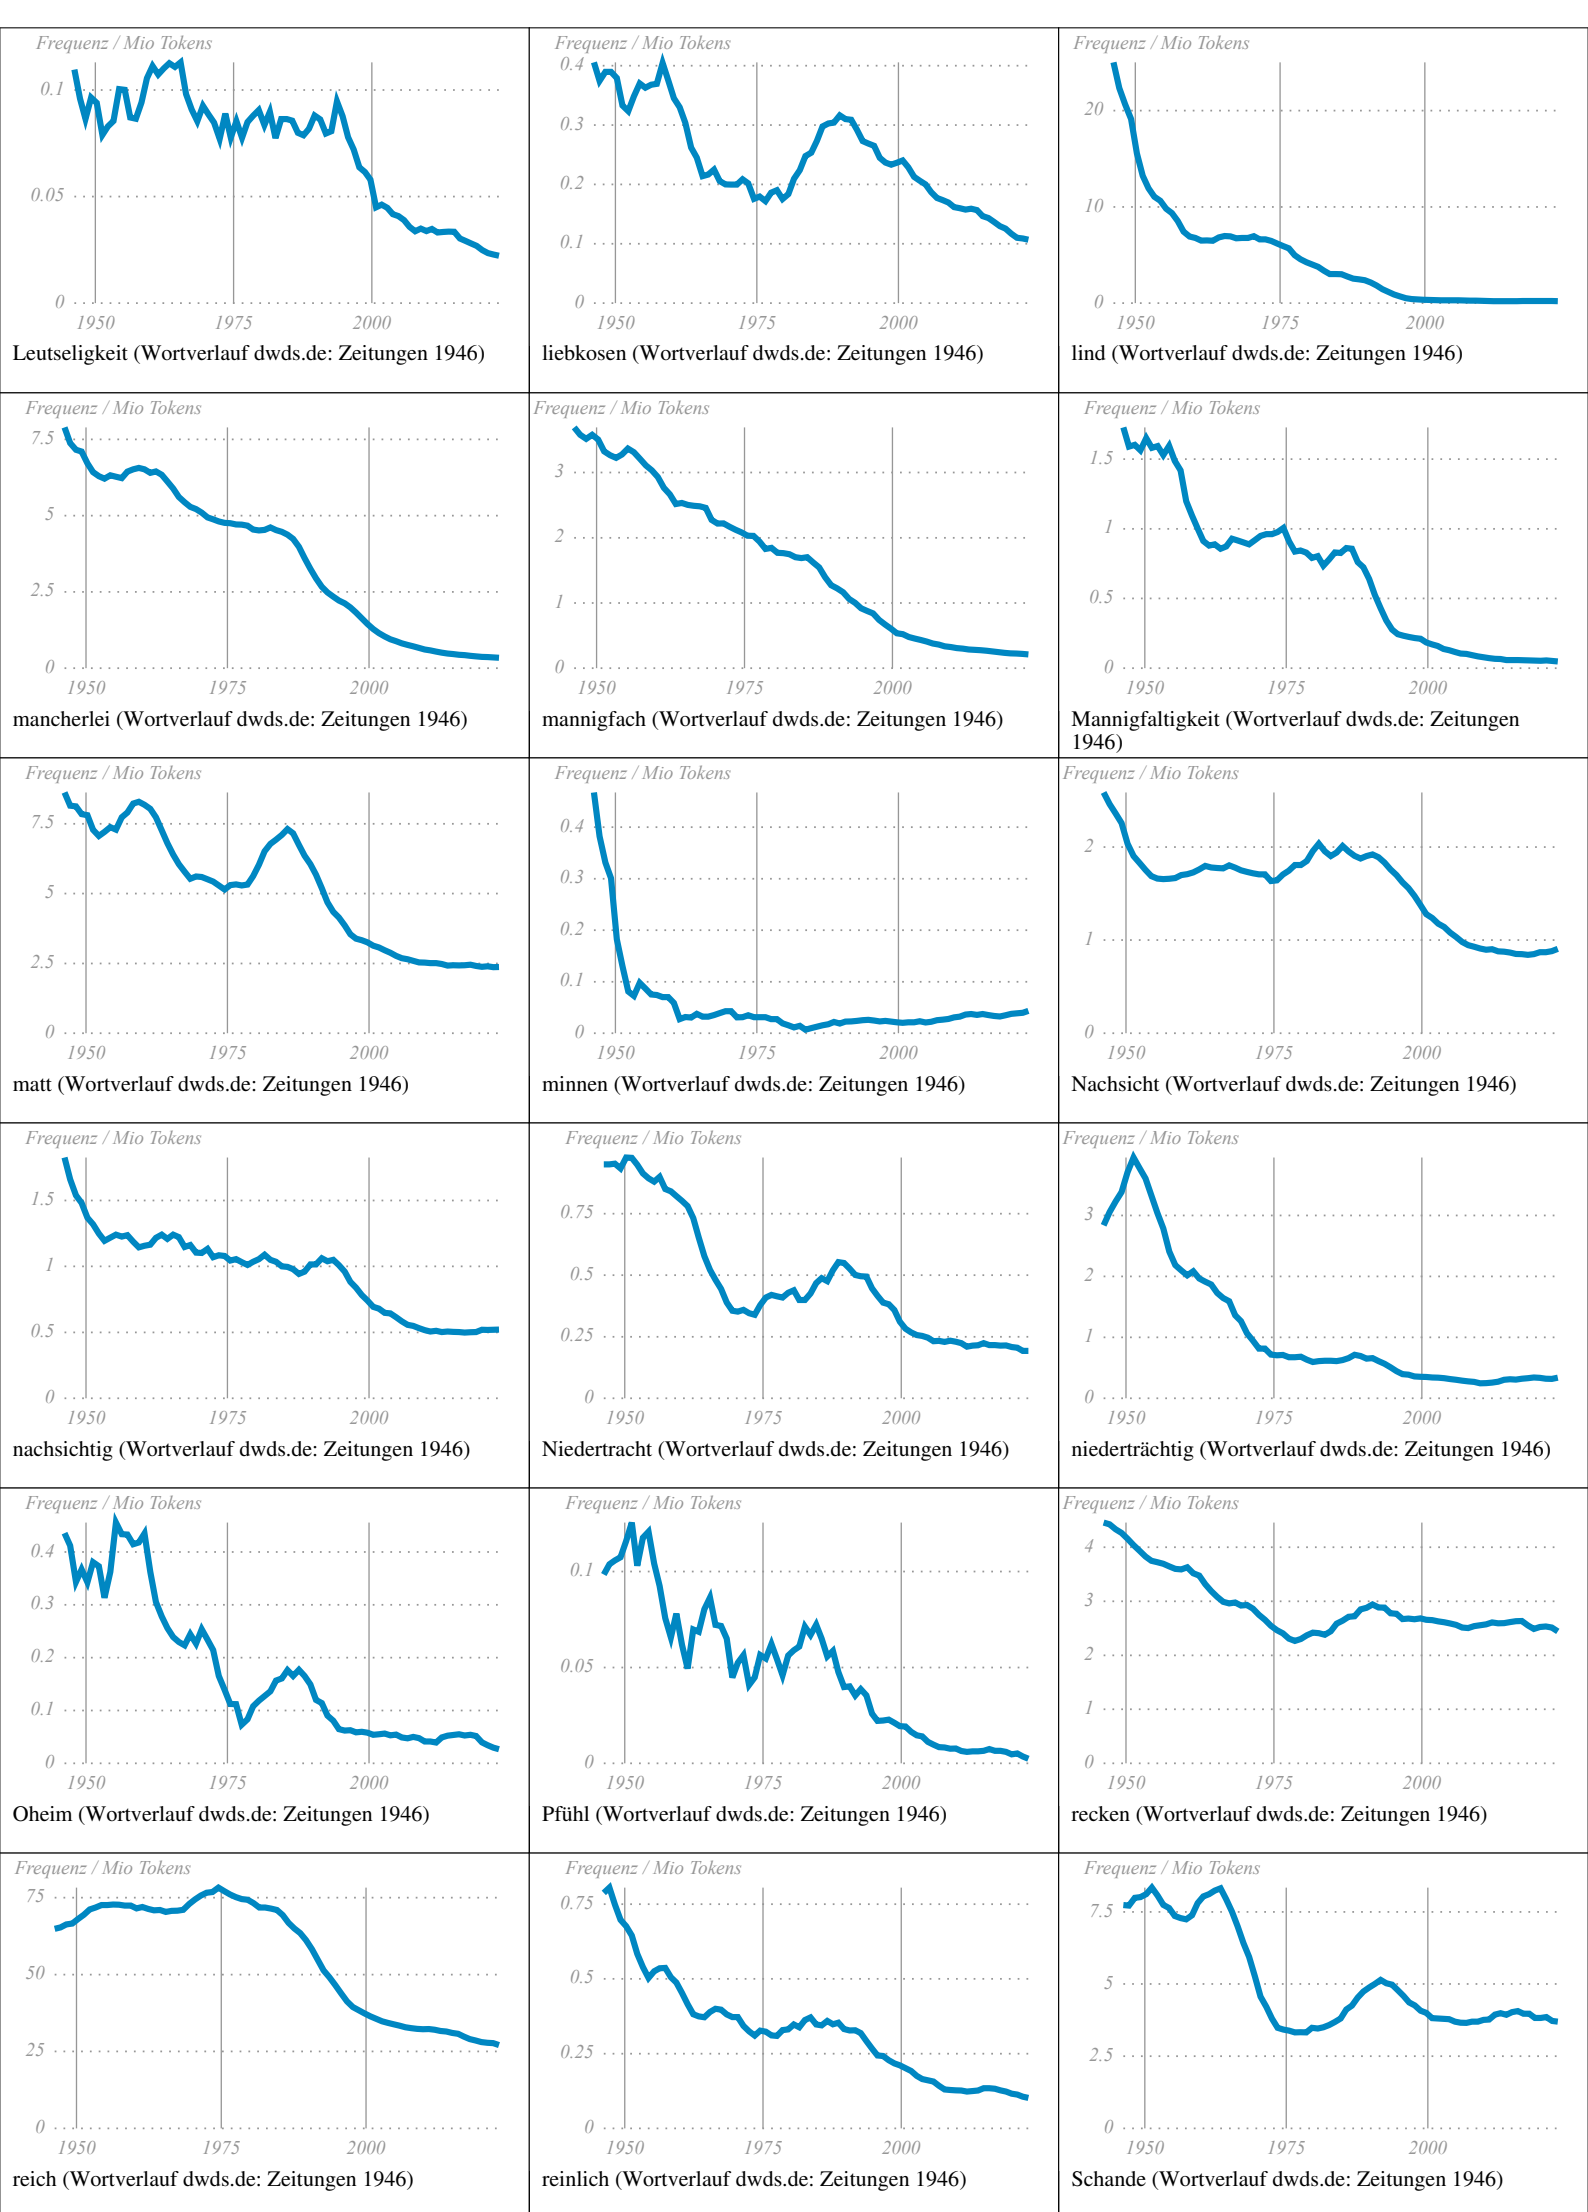 Frequenz / Mio Tokens
0.1
0.05
0
1950 1975 2000
Leutseligkeit (Wortverlauf dwds.de: Zeitungen 1946)
Frequenz / Mio Tokens
0.4
0.3
0.2
0.1
0
1950 1975 2000
liebkosen (Wortverlauf dwds.de: Zeitungen 1946)
Frequenz / Mio Tokens
20
10
0
1950 1975 2000
lind (Wortverlauf dwds.de: Zeitungen 1946)
Frequenz / Mio Tokens
7.5
5
2.5
0
1950 1975 2000
mancherlei (Wortverlauf dwds.de: Zeitungen 1946)
Frequenz / Mio Tokens
3
2
1
0
1950 1975 2000
mannigfach (Wortverlauf dwds.de: Zeitungen 1946)
Frequenz / Mio Tokens
1.5
1
0.5
0
1950 1975 2000
Mannigfaltigkeit (Wortverlauf dwds.de: Zeitungen
1946)
Frequenz / Mio Tokens
7.5
5
2.5
0
1950 1975 2000
matt (Wortverlauf dwds.de: Zeitungen 1946)
Frequenz / Mio Tokens
0.4
0.3
0.2
0.1
0
1950 1975 2000
minnen (Wortverlauf dwds.de: Zeitungen 1946)
Frequenz / Mio Tokens
2
1
0
1950 1975 2000
Nachsicht (Wortverlauf dwds.de: Zeitungen 1946)
Frequenz / Mio Tokens
1.5
1
0.5
0
1950 1975 2000
nachsichtig (Wortverlauf dwds.de: Zeitungen 1946)
Frequenz / Mio Tokens
0.75
0.5
0.25
0
1950 1975 2000
Niedertracht (Wortverlauf dwds.de: Zeitungen 1946)
Frequenz / Mio Tokens
3
2
1
0
1950 1975 2000
niederträchtig (Wortverlauf dwds.de: Zeitungen 1946)
Frequenz / Mio Tokens
0.4
0.3
0.2
0.1
0
1950 1975 2000
Oheim (Wortverlauf dwds.de: Zeitungen 1946)
Frequenz / Mio Tokens
0.1
0.05
0
1950 1975 2000
Pfühl (Wortverlauf dwds.de: Zeitungen 1946)
Frequenz / Mio Tokens
4
3
2
1
0
1950 1975 2000
recken (Wortverlauf dwds.de: Zeitungen 1946)
Frequenz / Mio Tokens
75
50
25
0
1950 1975 2000
reich (Wortverlauf dwds.de: Zeitungen 1946)
Frequenz / Mio Tokens
0.75
0.5
0.25
0
1950 1975 2000
reinlich (Wortverlauf dwds.de: Zeitungen 1946)
Frequenz / Mio Tokens
7.5
5
2.5
0
1950 1975 2000
Schande (Wortverlauf dwds.de: Zeitungen 1946)